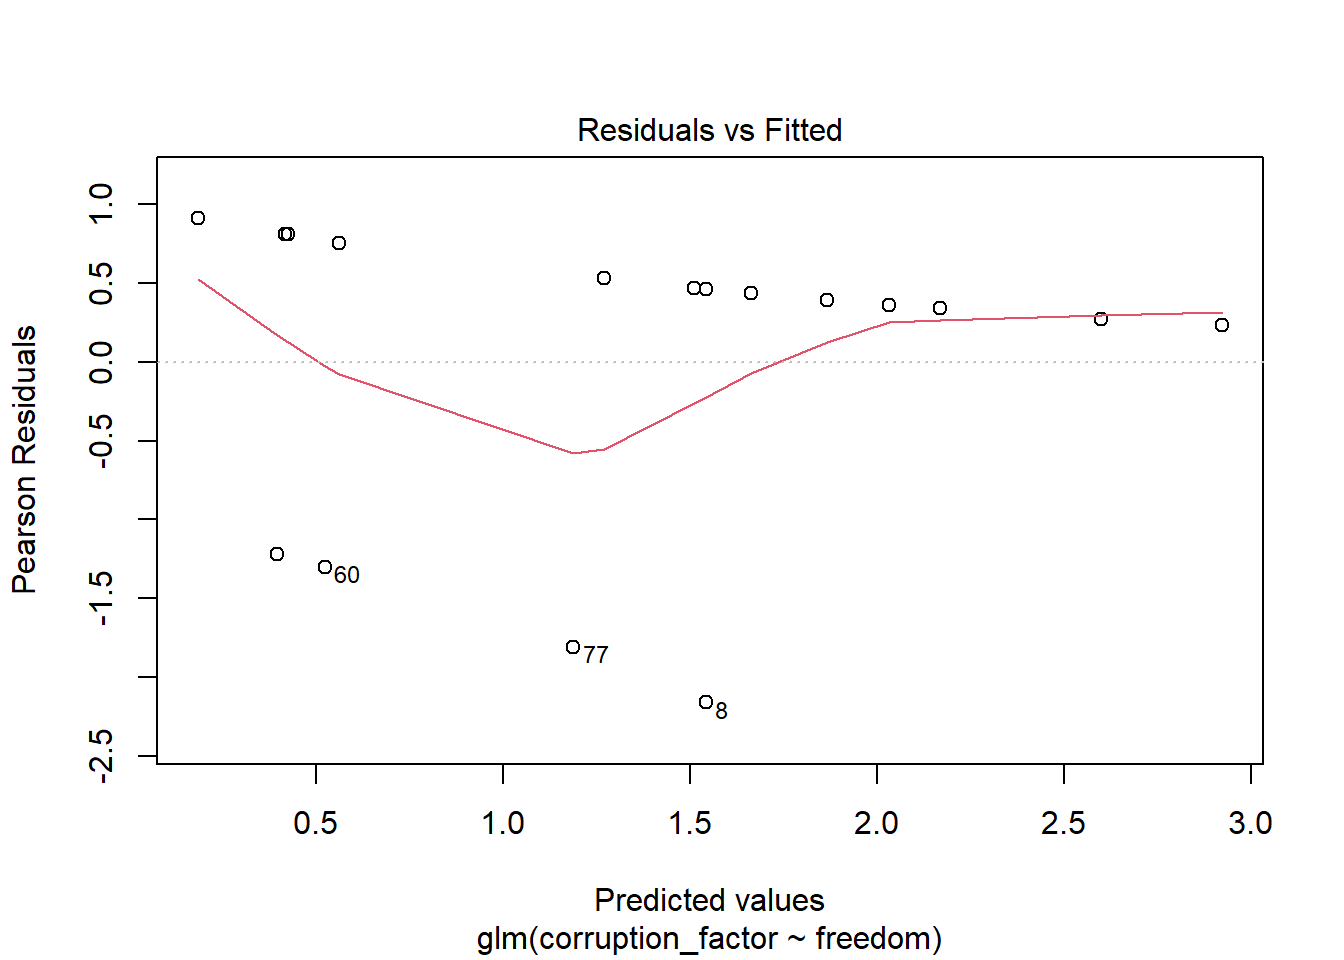 Residuals vs Fitted
Pearson Residuals
1.0
0.5
0.0
-0.5
-1.5
-2.5
60
77
8
0.5 1.0 1.5 2.0 2.5 3.0
Predicted values
glm(corruption_factor ~ freedom)